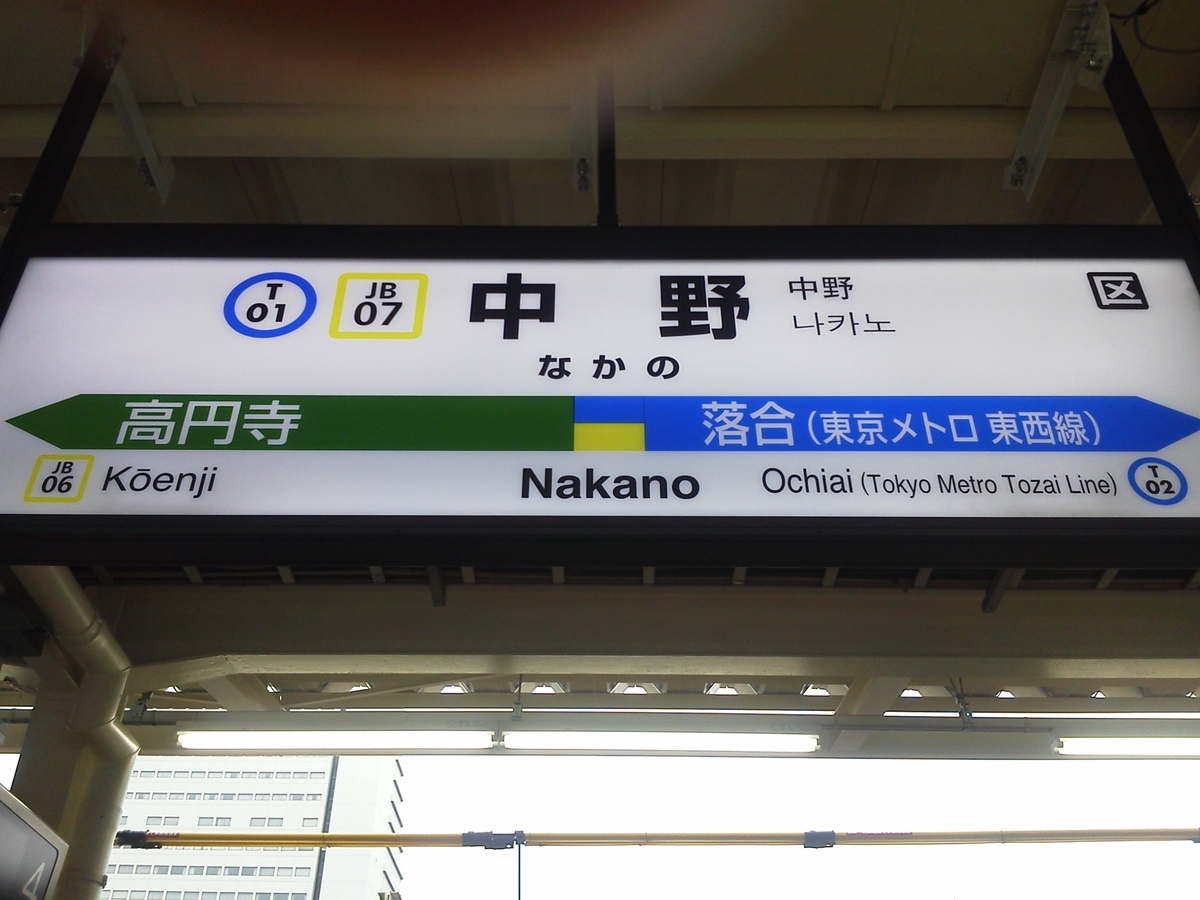 T 01
JB 07
中野
中野
나카노
区
なかの
高円寺
落合(東京メトロ 東西線)
JB 06
Kōenji
Nakano
Ochiai (Tokyo Metro Tozai Line)
T 02
4